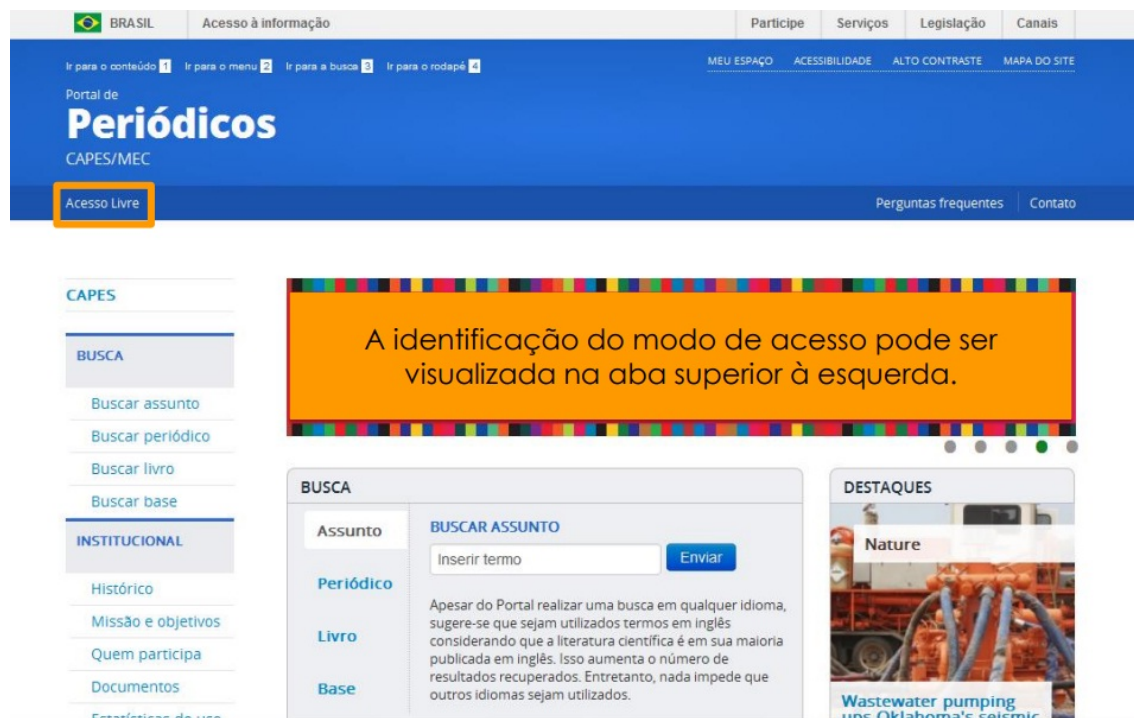 BRASIL Acesso à informação Participe Serviços Legislação Canais
Ir para o conteúdo 1 Ir para o menu 2 Ir para a busca 3 Ir para o rodapé 4
MEU ESPAÇO ACESSIBILIDADE ALTO CONTRASTE MAPA DO SITE
Portal de
Periódicos
CAPES/MEC
Acesso Livre Perguntas frequentes Contato
CAPES
BUSCA
Buscar assunto
Buscar periódico
Buscar livro
Buscar base
INSTITUCIONAL
Histórico
Missão e objetivos
Quem participa
Documentos
Estatísticas de uso
A identificação do modo de acesso pode ser
visualizada na aba superior à esquerda.
BUSCA
Assunto
Periódico
Livro
Base
BUSCAR ASSUNTO
Inserir termo Enviar
Apesar do Portal realizar uma busca em qualquer idioma,
sugere-se que sejam utilizados termos em inglês
considerando que a literatura científica é em sua maioria
publicada em inglês. Isso aumenta o número de
resultados recuperados. Entretanto, nada impede que
outros idiomas sejam utilizados.
DESTAQUES
Nature
Wastewater pumping
ups Oklahoma's seismic